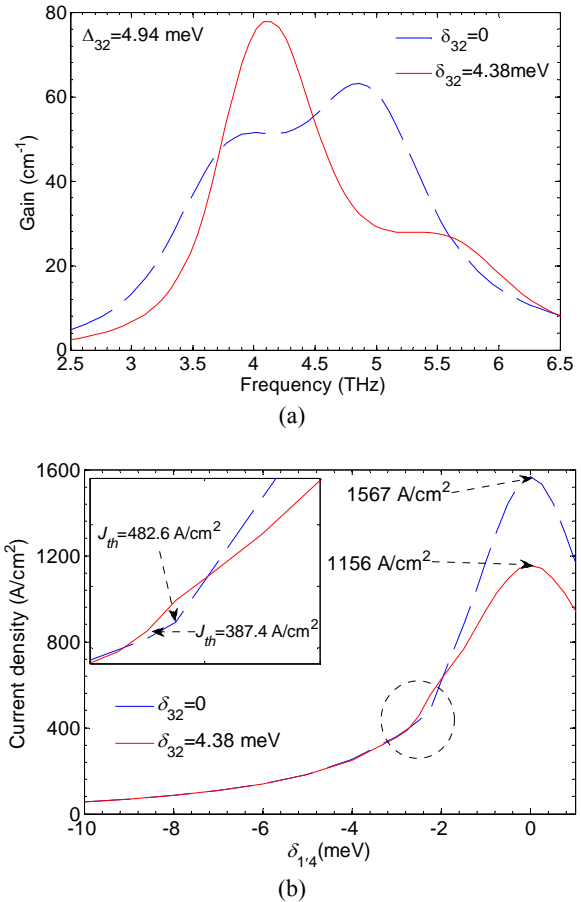 Δ32=4.94 meV
δ32=0
δ32=4.38meV
80
60
40
20
0
Gain (cm-1)
2.5 3 3.5 4 4.5 5 5.5 6 6.5
Frequency (THz)
(a)
1600
1200
800
400
0
Current density (A/cm2)
1567 A/cm2
Jth=482.6 A/cm2
1156 A/cm2
Jth=387.4 A/cm2
δ32=0
δ32=4.38 meV
-10 -8 -6 -4 -2 0
δ1'4(meV)
(b)